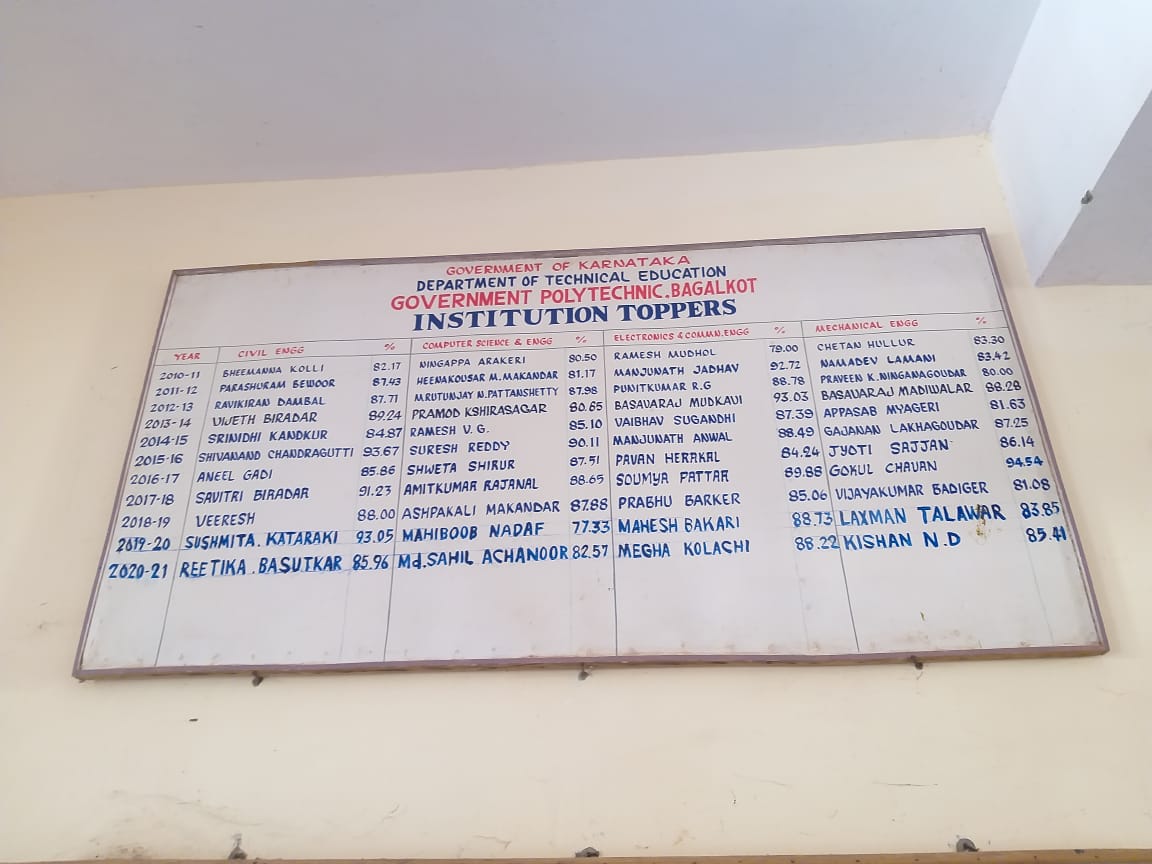 GOVERNMENT OF KARNATAKA
DEPARTMENT OF TECHNICAL EDUCATION
GOVERNMENT POLYTECHNIC.BAGALKOT
INSTITUTION TOPPERS
YEAR CIVIL ENGG % COMPUTER SCIENCE & ENGG % ELECTRONICS & COMMN.ENGG % MECHANICAL ENGG %
2010-11 BHEEMANNA KOLLI 82.17 NINGAPPA ARAKERI 80.50 RAMESH MUDHOL 79.00 CHETAN HULLUR 83.30
2011-12 PARASHURAM BEWOOR 87.43 HEENAKOUSAR M.MAKANDAR 81.17 MANJUNATH JADHAV 92.72 NAMADEV LAMANI 83.42
2012-13 RAVIKIRAN DAMBAL 87.71 MRUTUNJAY N.PATTANSHETTY 87.98 PUNITKUMAR R.G 88.78 PRAVEEN K.NINGANAGOUDAR 80.00
2013-14 VIJETH BIRADAR 89.24 PRAMOD KSHIRASAGAR 80.65 BASAVARAJ MUDKAVI 93.03 BASAVARAJ MADIWALAR 88.28
2014-15 SRINIDHI KANDKUR 84.87 RAMESH V.G. 85.10 VAIBHAV SUGANDHI 87.39 APPASAB MYAGERI 81.63
2015-16 SHIVANAND CHANDRAGUTTI 93.67 SURESH REDDY 90.11 MANJUNATH ANWAL 88.49 GAJANAN LAKHAGOUDAR 87.25
2016-17 ANEEL GADI 85.86 SHWETA SHIRUR 87.51 PAVAN HERAKAL 84.24 JYOTI SAJJAN 86.14
2017-18 SAVITRI BIRADAR 91.23 AMITKUMAR RAJANAL 88.65 SOUMYA PATTAR 89.88 GOKUL CHAVAN 94.54
2018-19 VEERESH 88.00 ASHPAKALI MAKANDAR 87.88 PRABHU BARKER 85.06 VIJAYAKUMAR BADIGER 81.08
2019-20 SUSHMITA.KATARAKI 93.05 MAHIBOOB NADAF 77.33 MAHESH BAKARI 88.73 LAXMAN TALAWAR 83.85
2020-21 REETIKA.BASUTKAR 85.96 Md.SAHIL ACHANOOR 82.57 MEGHA KOLACHI 88.22 KISHAN N.D 85.41